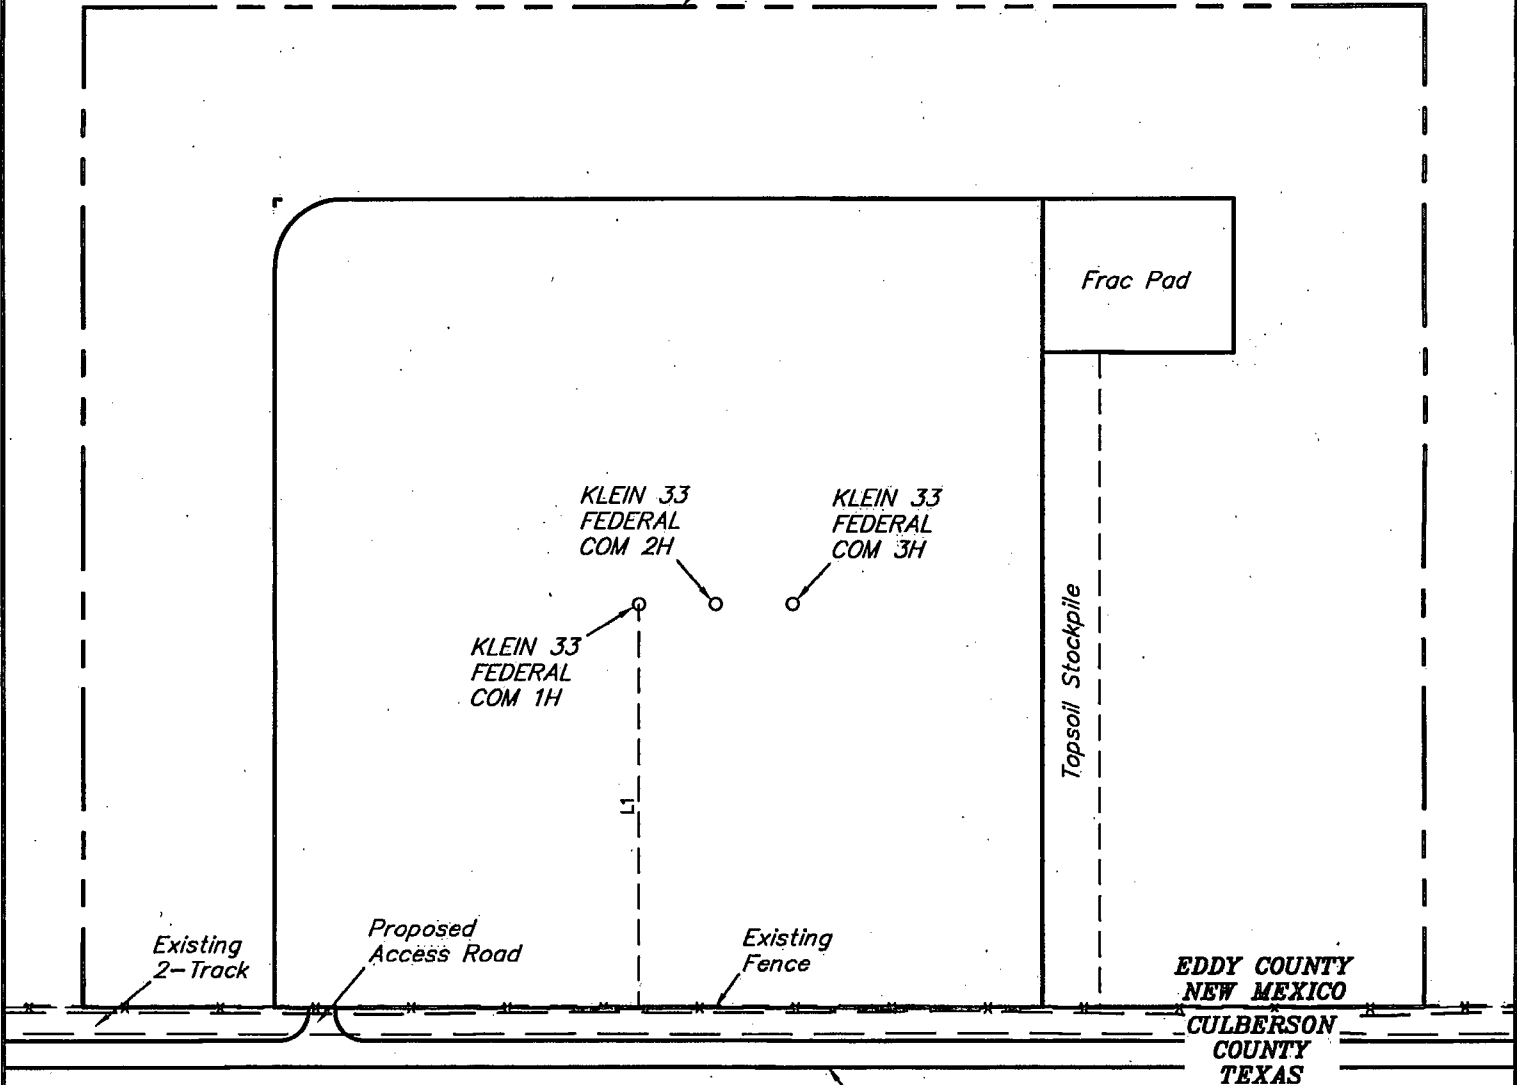 Frac Pad
KLEIN 33
FEDERAL
COM 2H
KLEIN 33
FEDERAL
COM 3H
KLEIN 33
FEDERAL
COM 1H
Topsoil Stockpile
L1
Existing
2-Track
Proposed
Access Road
Existing
Fence
EDDY COUNTY
NEW MEXICO
CULBERSON
COUNTY
TEXAS